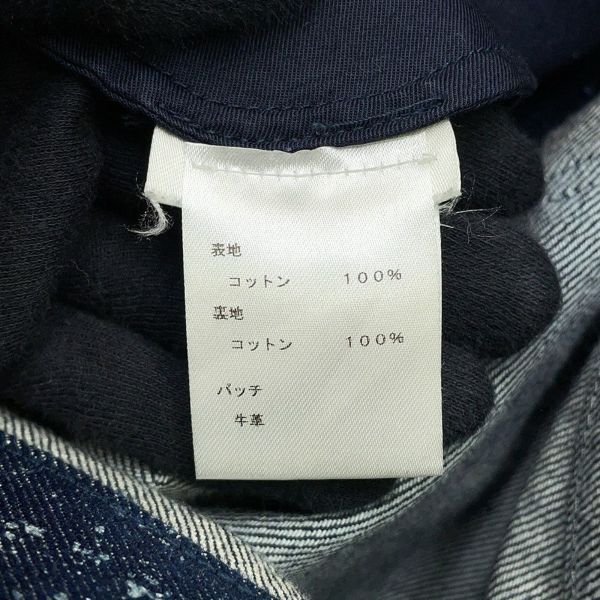 表地
コットン 100%
裏地
コットン 100%
パッチ
牛革